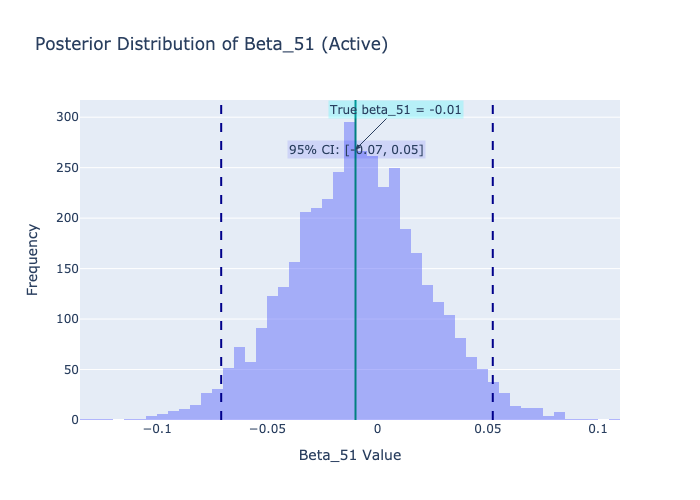 Posterior Distribution of Beta_51 (Active)
True beta_51 = -0.01
95% CI: [-0.07, 0.05]
300
250
200
150
100
50
0
Frequency
−0.1
−0.05
0
0.05
0.1
Beta_51 Value